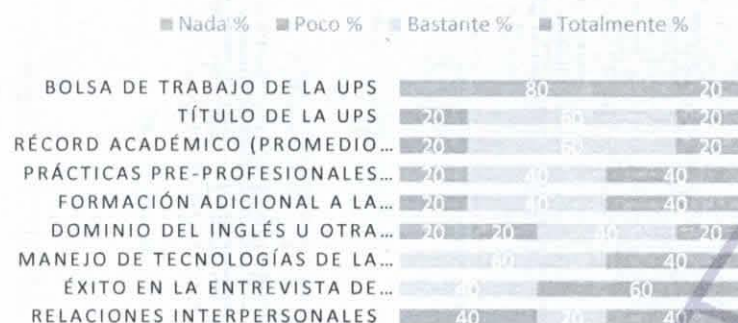 Nada % Poco % Bastante % Totalmente %
BOLSA DE TRABAJO DE LA UPS 80 20
TÍTULO DE LA UPS 20 60 20
RÉCORD ACADÉMICO (PROMEDIO... 20 60 20
PRÁCTICAS PRE-PROFESIONALES... 20 40 40
FORMACIÓN ADICIONAL A LA... 20 40 40
DOMINIO DEL INGLÉS U OTRA... 20 20 40 20
MANEJO DE TECNOLOGÍAS DE LA... 60 40
ÉXITO EN LA ENTREVISTA DE... 40 60
RELACIONES INTERPERSONALES 40 20 40